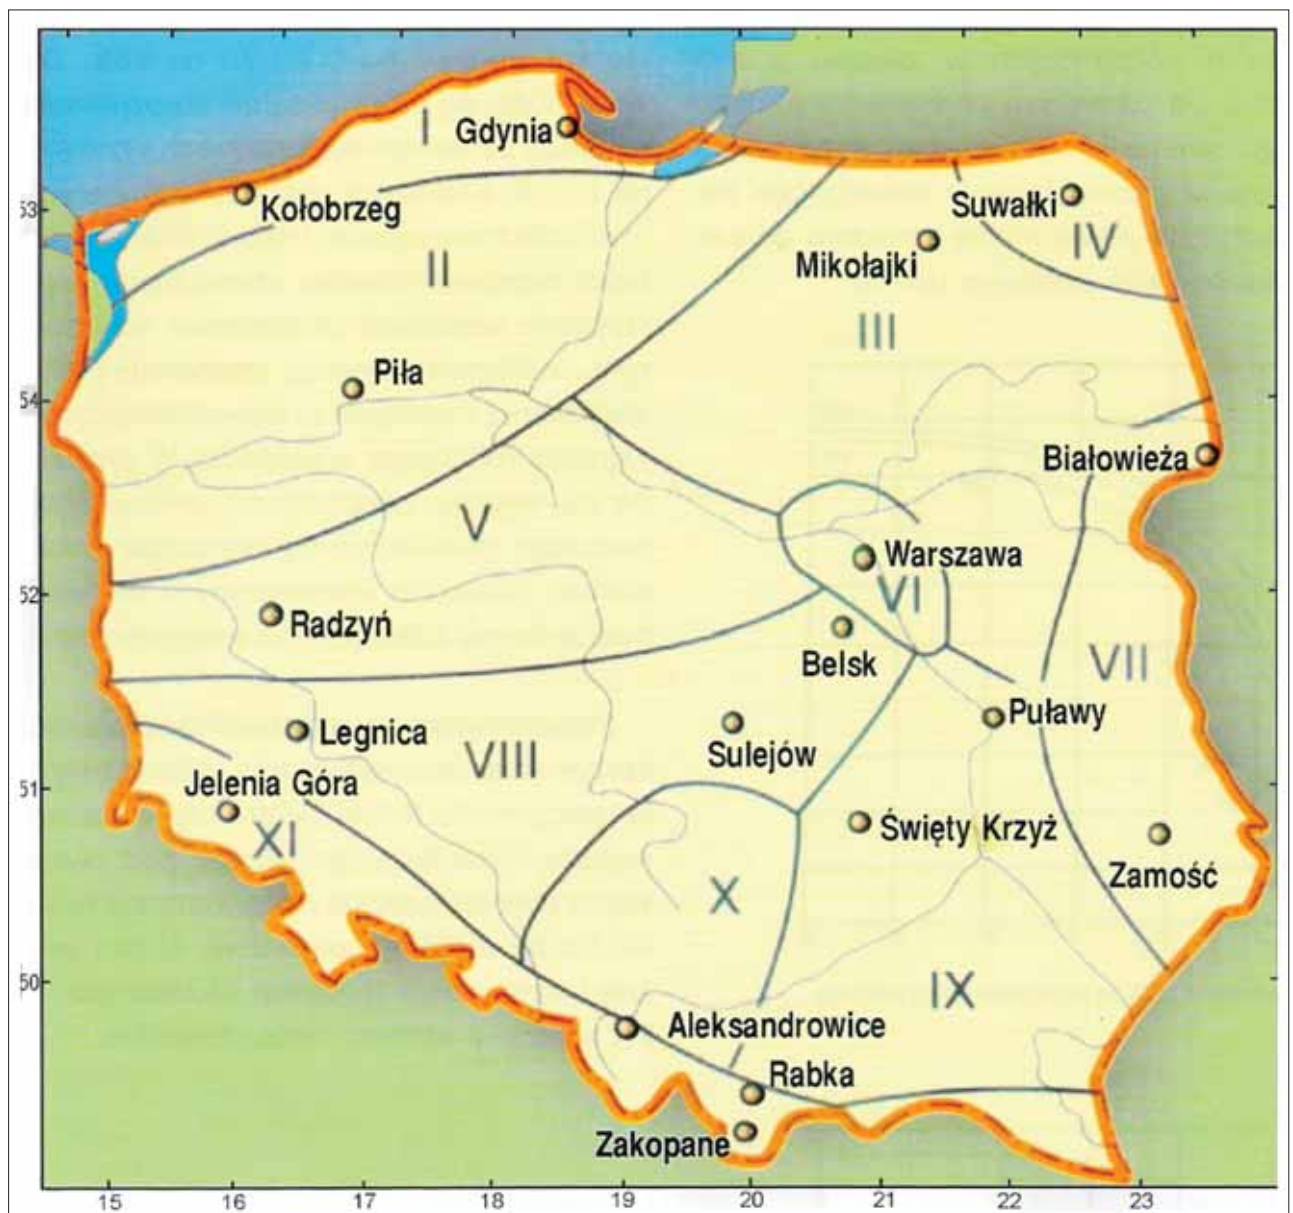 I
Gdynia
Kołobrzeg
53
Suwałki
IV
Mikołajki
II
III
Piła
54
Białowieża
V
Warszawa
52
VI
Radzyń
Belsk
VII
Puławy
Legnica
VIII
Sulejów
51
Jelenia Góra
XI
Święty Krzyż
Zamość
X
50
IX
Aleksandrowice
Rabka
Zakopane
15 16 17 18 19 20 21 22 23